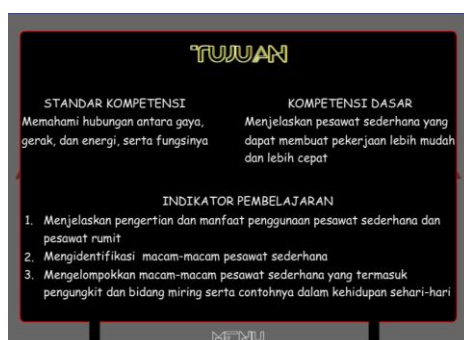 TUJUAN
STANDAR KOMPETENSI
Memahami hubungan antara gaya,
gerak, dan energi, serta fungsinya
KOMPETENSI DASAR
Menjelaskan pesawat sederhana yang
dapat membuat pekerjaan lebih mudah
dan lebih cepat
INDIKATOR PEMBELAJARAN
1. Menjelaskan pengertian dan manfaat penggunaan pesawat sederhana dan
pesawat rumit
2. Mengidentifikasi macam-macam pesawat sederhana
3. Mengelompokkan macam-macam pesawat sederhana yang termasuk
pengungkit dan bidang miring serta contohnya dalam kehidupan sehari-hari
MENU